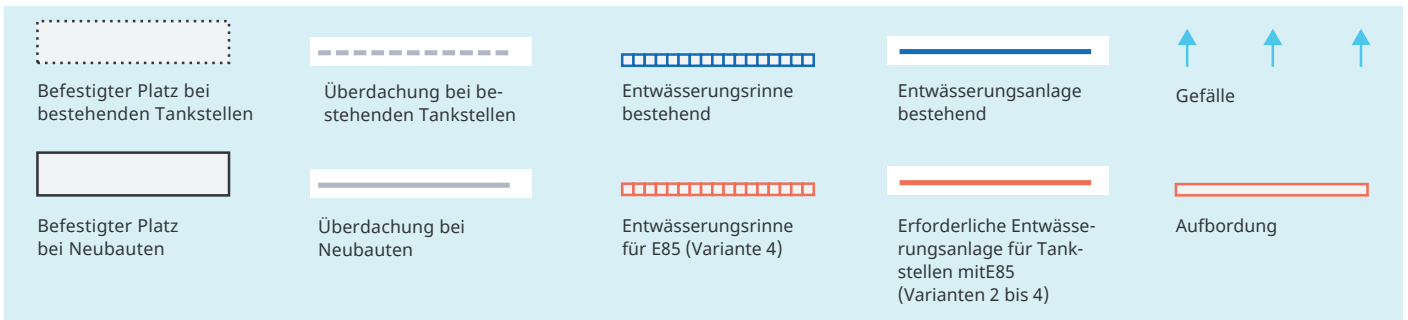 Befestigter Platz bei
bestehenden Tankstellen
Überdachung bei be-
stehenden Tankstellen
Entwässerungsrinne
bestehend
Entwässerungsanlage
bestehend
Gefälle
Befestigter Platz
bei Neubauten
Überdachung bei
Neubauten
Entwässerungsrinne
für E85 (Variante 4)
Erforderliche Entwässe-
rungsanlage für Tank-
stellen mitE85
(Varianten 2 bis 4)
Aufbordung